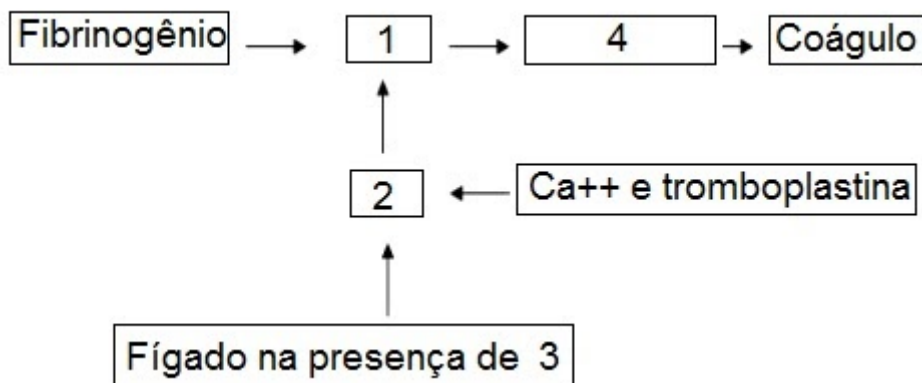 Fibrinogênio
1
4
Coágulo
2
Ca++ e tromboplastina
Fígado na presença de 3